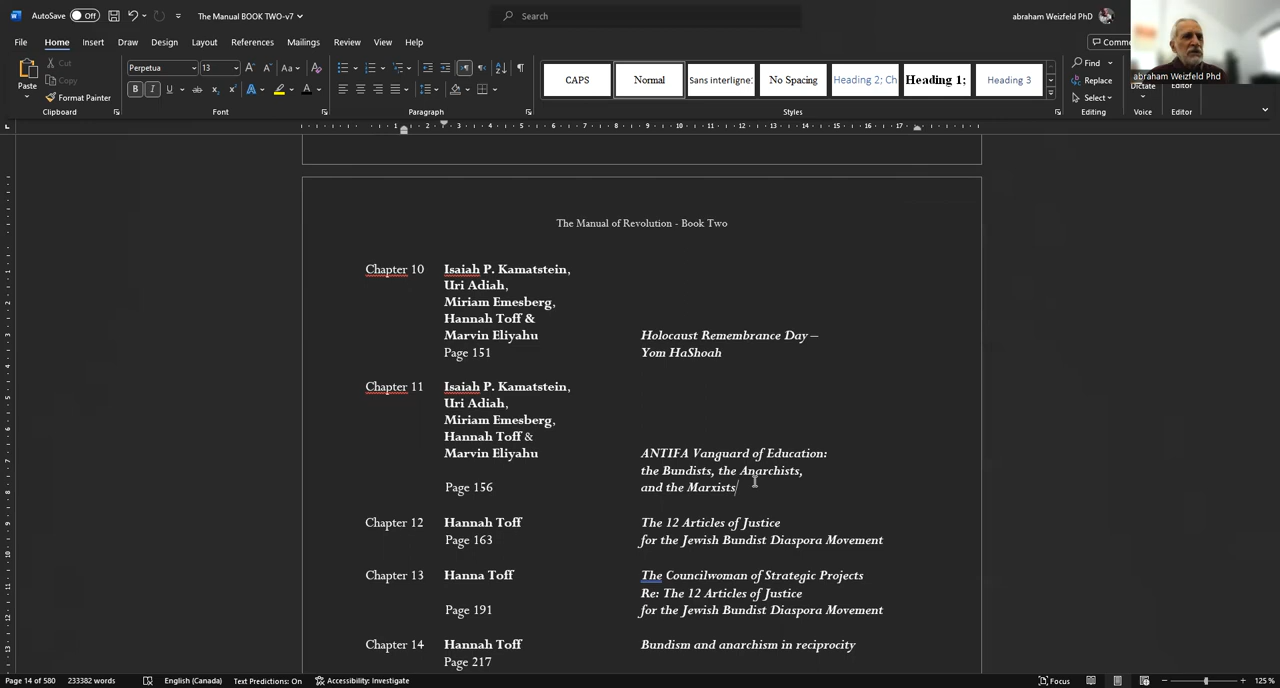 AutoSave Off The Manual BOOK TWO-v7 Search abraham Weizfeld PhD
File Home Insert Draw Design Layout References Mailings Review View Help Comme
abraham Weizfeld Phd
Paste Cut Copy Format Painter Clipboard
Perpetua 13 Font
Paragraph
CAPS Normal Sans interligne; No Spacing Heading 2; Ch Heading 1; Heading 3 Styles
Find Replace Select Editing
Dictate Voice
Editor Editor
The Manual of Revolution - Book Two
Chapter 10 Isaiah P. Kamatstein,
Uri Adiah,
Miriam Emesberg,
Hannah Toff &
Marvin Eliyahu Holocaust Remembrance Day –
Page 151 Yom HaShoah
Chapter 11 Isaiah P. Kamatstein,
Uri Adiah,
Miriam Emesberg,
Hannah Toff &
Marvin Eliyahu ANTIFA Vanguard of Education:
the Bundists, the Anarchists,
Page 156 and the Marxists
Chapter 12 Hannah Toff The 12 Articles of Justice
Page 163 for the Jewish Bundist Diaspora Movement
Chapter 13 Hanna Toff The Councilwoman of Strategic Projects
Re: The 12 Articles of Justice
Page 191 for the Jewish Bundist Diaspora Movement
Chapter 14 Hannah Toff Bundism and anarchism in reciprocity
Page 217
Page 14 of 580 233382 words English (Canada) Text Predictions: On Accessibility: Investigate Focus 125 %